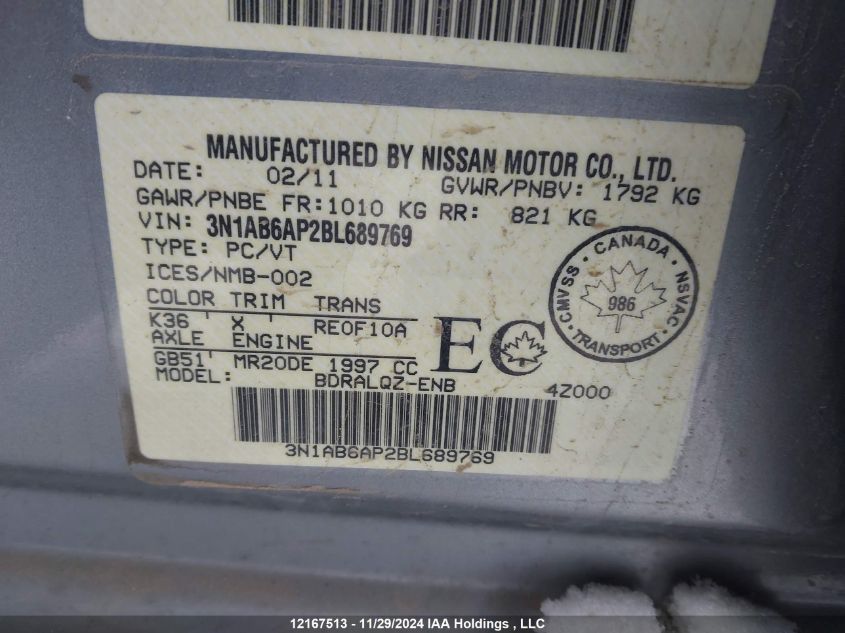 MANUFACTURED BY NISSAN MOTOR CO., LTD.
DATE: 02/11 GVWR/PNBV: 1792 KG
GAWR/PNBE FR:1010 KG RR: 821 KG
VIN: 3N1AB6AP2BL689769
TYPE: PC/VT
ICES/NMB-002
COLOR TRIM TRANS
K36 X RE0F10A
AXLE ENGINE
GB51 MR20DE 1997 CC
MODEL: BDRALQZ-ENB
4Z000
EC
CANADA
CMVSS NSVAC
986
TRANSPORT
3N1AB6AP2BL689769
12167513 - 11/29/2024 IAA Holdings , LLC